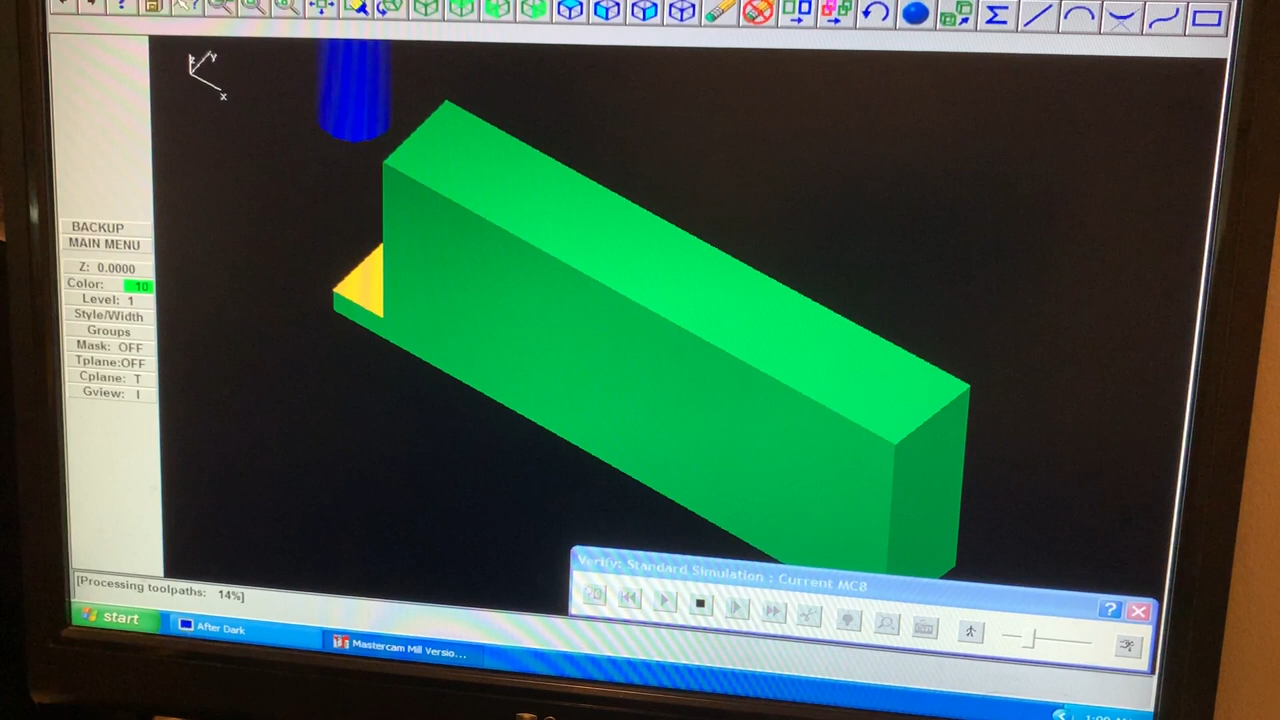 z
Y
x
BACKUP
MAIN MENU
Z: 0.0000
Color: 10
Level: 1
Style/Width
Groups
Mask: OFF
Tplane:OFF
Cplane: T
Gview: I
Verify: Standard Simulation : Current MC8
[Processing toolpaths: 14%]
start
After Dark
Mastercam Mill Versio...